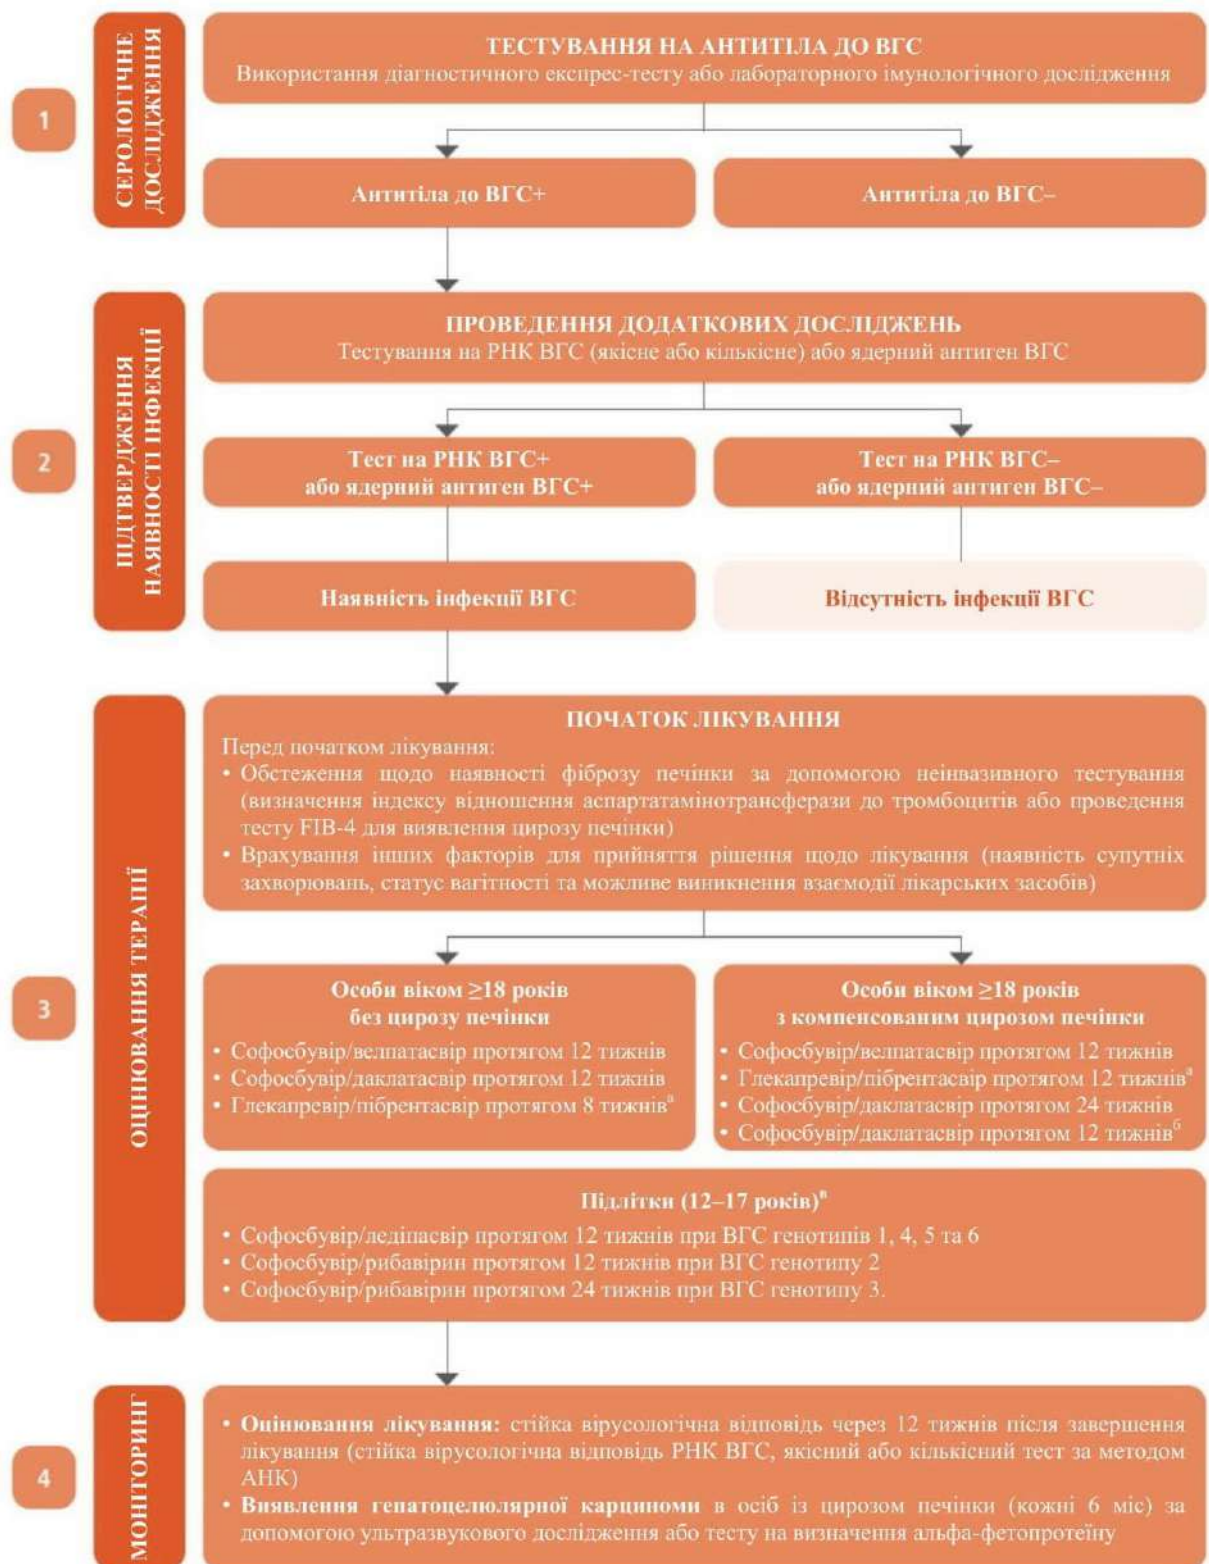 1
СЕРОЛОГІЧНЕ
ДОСЛІДЖЕННЯ
ТЕСТУВАННЯ НА АНТИТІЛА ДО ВГС
Використання діагностичного експрес-тесту або лабораторного імунологічного дослідження
Антитіла до ВГС+
Антитіла до ВГС–
2
ПІДТВЕРДЖЕННЯ
НАЯВНОСТІ ІНФЕКЦІЇ
ПРОВЕДЕННЯ ДОДАТКОВИХ ДОСЛІДЖЕНЬ
Тестування на РНК ВГС (якісне або кількісне) або ядерний антиген ВГС
Тест на РНК ВГС+
або ядерний антиген ВГС+
Тест на РНК ВГС–
або ядерний антиген ВГС–
Наявність інфекції ВГС
Відсутність інфекції ВГС
3
ОЦІНЮВАННЯ ТЕРАПІЇ
ПОЧАТОК ЛІКУВАННЯ
Перед початком лікування:
• Обстеження щодо наявності фіброзу печінки за допомогою неінвазивного тестування
(визначення індексу відношення аспартатамінотрансферази до тромбоцитів або проведення
тесту FIB-4 для виявлення цирозу печінки)
• Врахування інших факторів для прийняття рішення щодо лікування (наявність супутніх
захворювань, статус вагітності та можливе виникнення взаємодії лікарських засобів)
Особи віком ≥18 років
без цирозу печінки
• Софосбувір/велпатасвір протягом 12 тижнів
• Софосбувір/даклатасвір протягом 12 тижнів
• Глекапревір/пібрентасвір протягом 8 тижнівᵃ
Особи віком ≥18 років
з компенсованим цирозом печінки
• Софосбувір/велпатасвір протягом 12 тижнів
• Глекапревір/пібрентасвір протягом 12 тижнівᵃ
• Софосбувір/даклатасвір протягом 24 тижнів
• Софосбувір/даклатасвір протягом 12 тижнівᵇ
Підлітки (12–17 років)ᵸ
• Софосбувір/ледіпасвір протягом 12 тижнів при ВГС генотипів 1, 4, 5 та 6
• Софосбувір/рибавірин протягом 12 тижнів при ВГС генотипу 2
• Софосбувір/рибавірин протягом 24 тижнів при ВГС генотипу 3.
4
МОНІТОРИНГ
• Оцінювання лікування: стійка вірусологічна відповідь через 12 тижнів після завершення
лікування (стійка вірусологічна відповідь РНК ВГС, якісний або кількісний тест за методом
АНК)
• Виявлення гепатоцелюлярної карциноми в осіб із цирозом печінки (кожні 6 міс) за
допомогою ультразвукового дослідження або тесту на визначення альфа-фетопротеїну